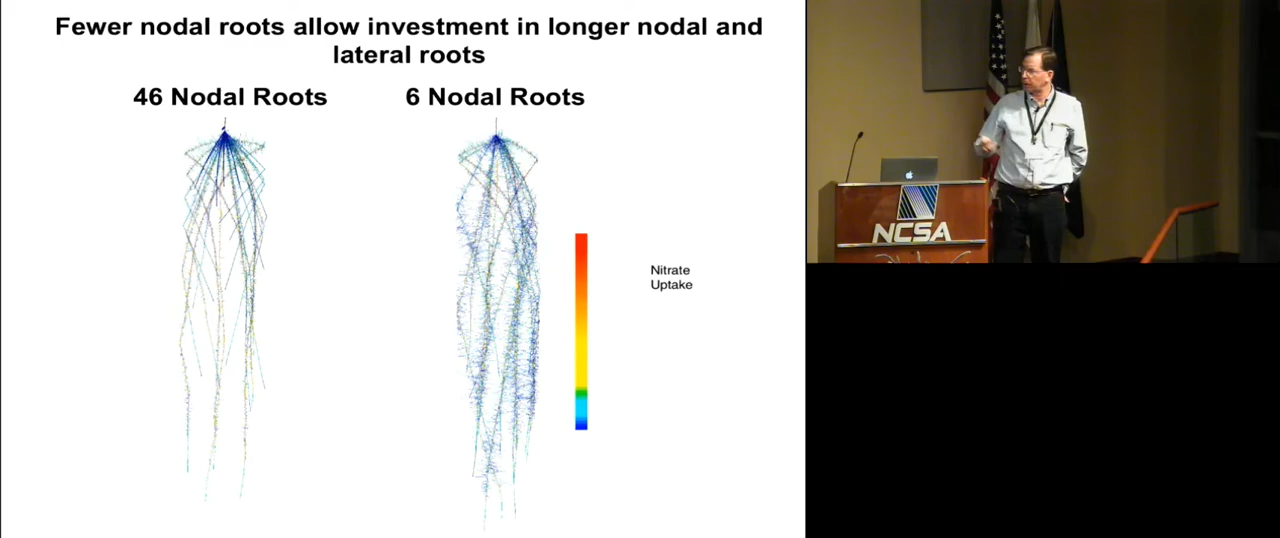 Fewer nodal roots allow investment in longer nodal and
lateral roots
46 Nodal Roots
6 Nodal Roots
Nitrate
Uptake
NCSA